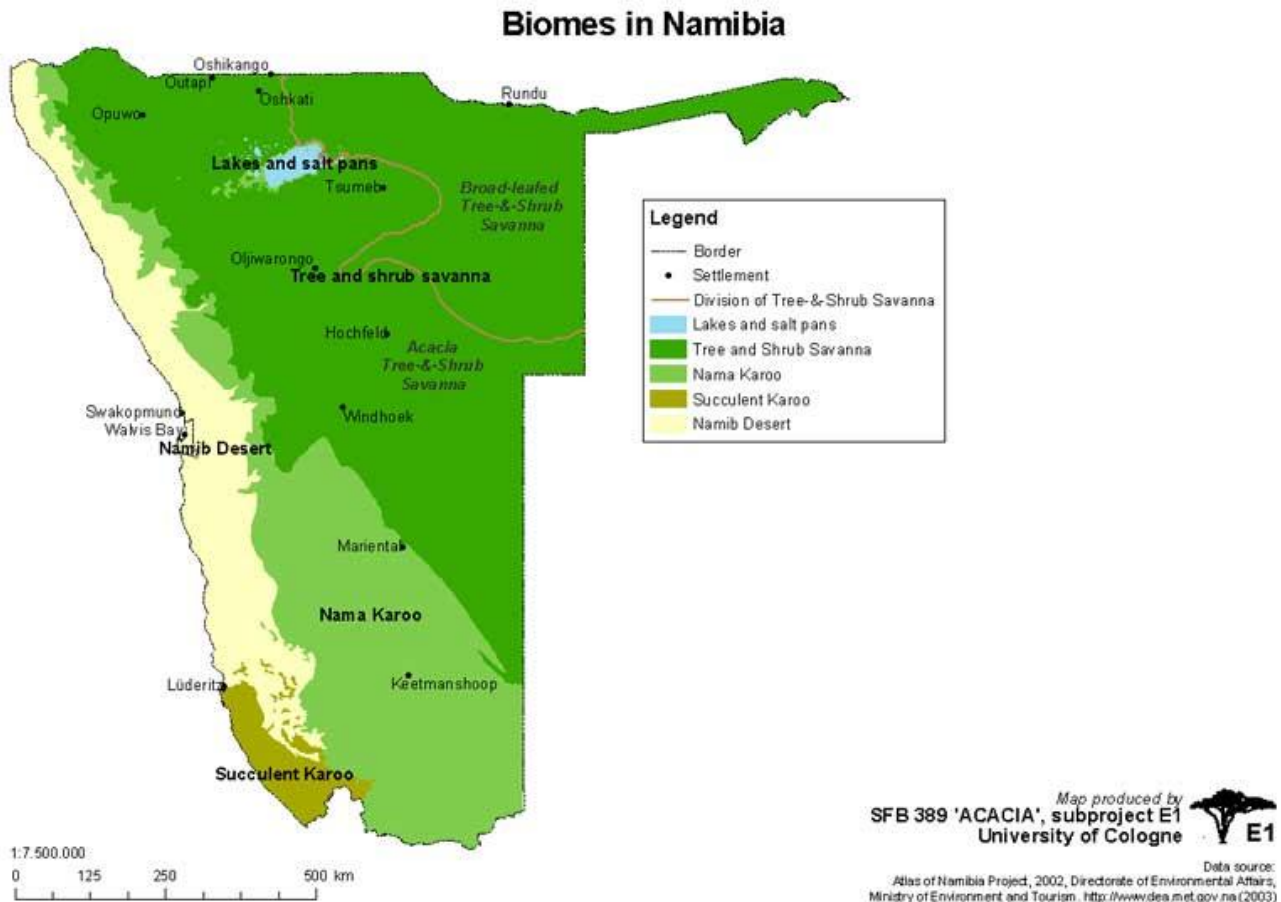 Biomes in Namibia
Oshikango
Outapi
Oshkati
Opuwo
Rundu
Lakes and salt pans
Tsumeb
Broad-leafed
Tree-&-Shrub
Savanna
Oljiwarongo
Tree and shrub savanna
Hochfeld
Acacia
Tree-&-Shrub
Savanna
Windhoek
Swakopmund
Walvis Bay
Namib Desert
Mariental
Nama Karoo
Lüderitz
Keetmanshoop
Succulent Karoo
Legend
Border
Settlement
Division of Tree-&-Shrub Savanna
Lakes and salt pans
Tree and Shrub Savanna
Nama Karoo
Succulent Karoo
Namib Desert
1:7.500.000
0 125 250 500 km
Map produced by
SFB 389 'ACACIA', subproject E1
University of Cologne
E1
Data source:
Atlas of Namibia Project, 2002, Directorate of Environmental Affairs,
Ministry of Environment and Tourism. http://www.dea.met.gov.na (2003)